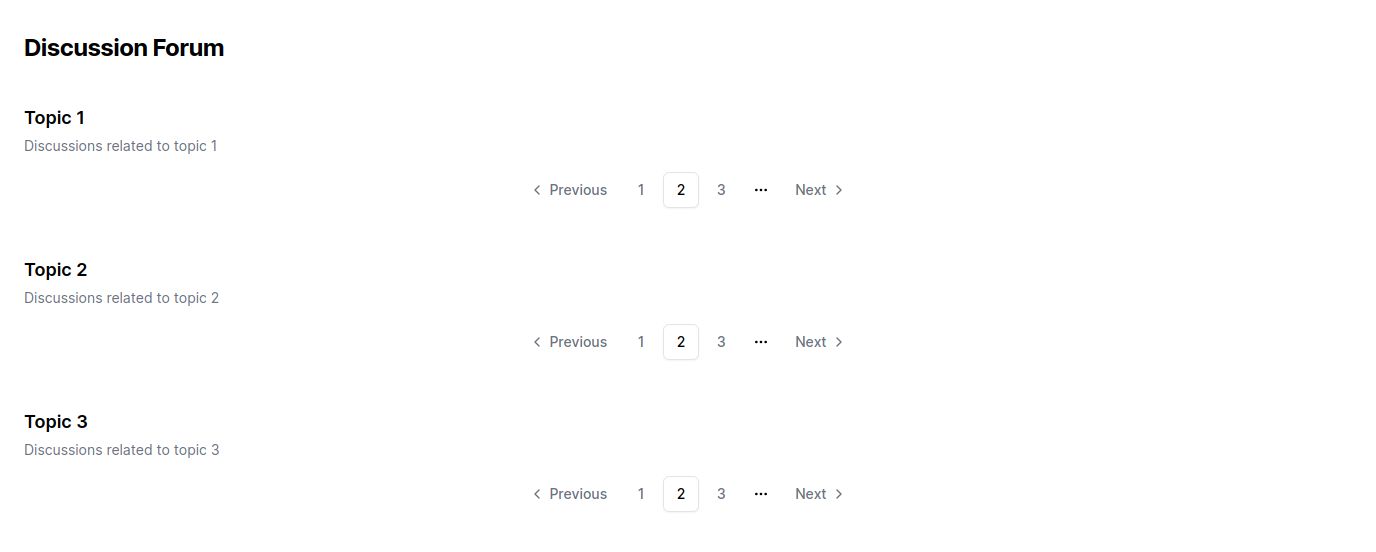 Discussion Forum
Topic 1
Discussions related to topic 1
Previous 1 2 3 ··· Next
Topic 2
Discussions related to topic 2
Previous 1 2 3 ··· Next
Topic 3
Discussions related to topic 3
Previous 1 2 3 ··· Next